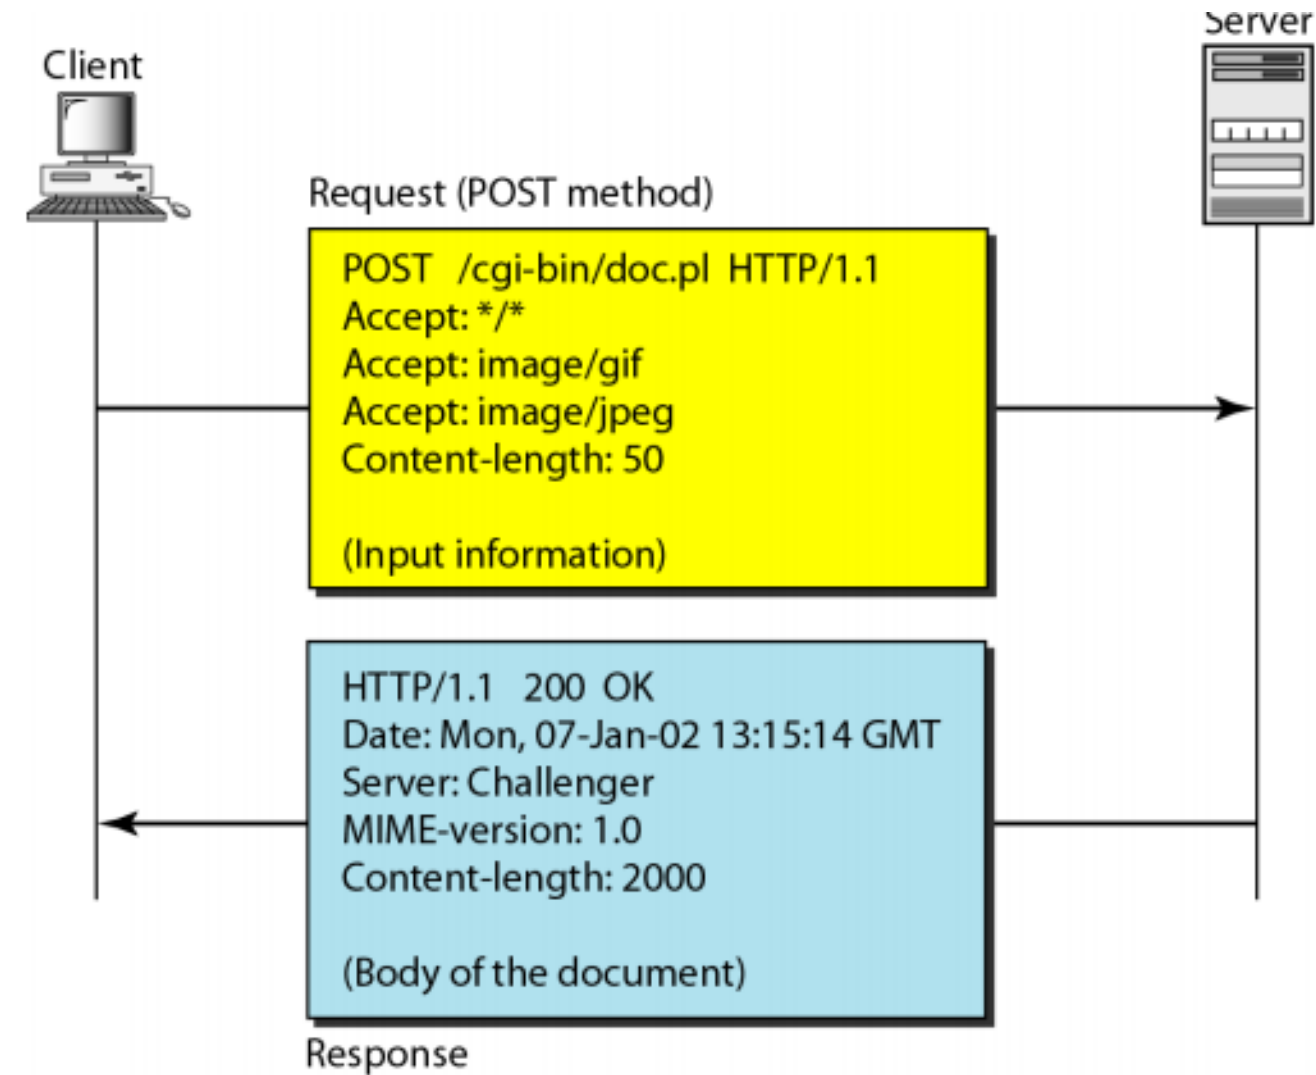 Server
Client
Request (POST method)
POST /cgi-bin/doc.pl HTTP/1.1
Accept: */*
Accept: image/gif
Accept: image/jpeg
Content-length: 50
(Input information)
HTTP/1.1 200 OK
Date: Mon, 07-Jan-02 13:15:14 GMT
Server: Challenger
MIME-version: 1.0
Content-length: 2000
(Body of the document)
Response